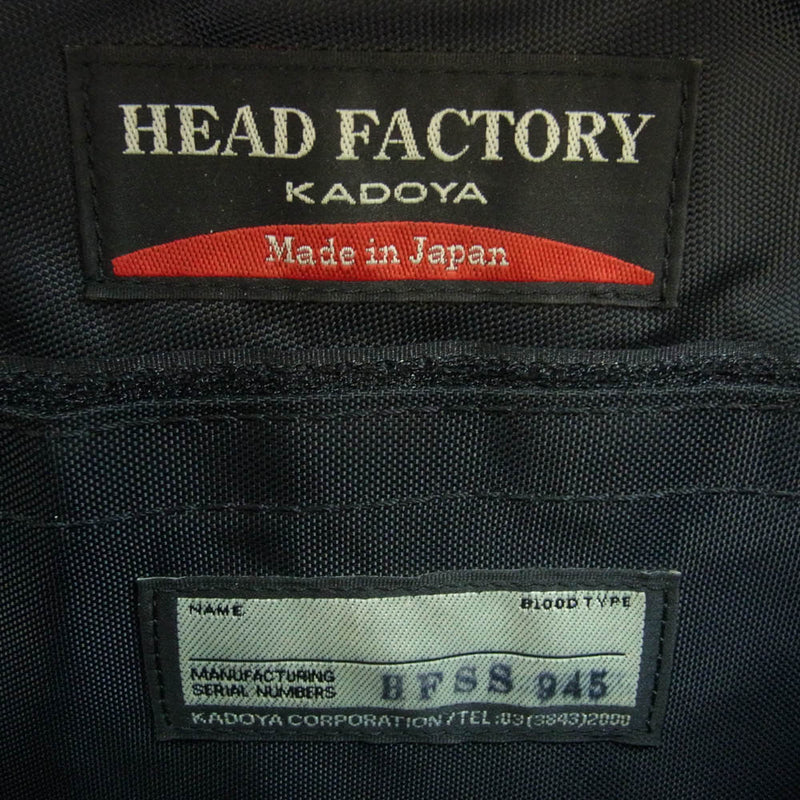 HEAD FACTORY
KADOYA
Made in Japan
NAME
BLOOD TYPE
MANUFACTURING
SERIAL NUMBERS
BFSS 945
KADOYA CORPORATION/TEL:03(3843)2000